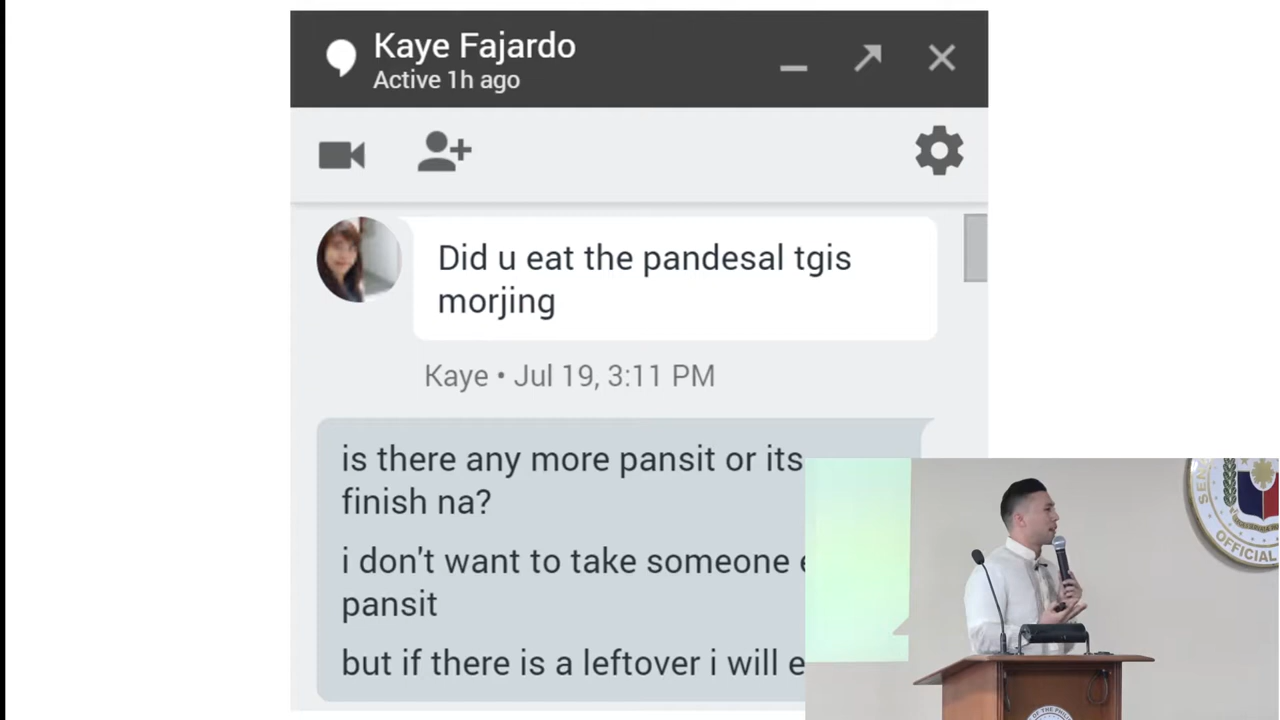 Kaye Fajardo
Active 1h ago
Did u eat the pandesal tgis
morjing
Kaye • Jul 19, 3:11 PM
is there any more pansit or its
finish na?
i don't want to take someone
pansit
but if there is a leftover i will
OFFICIAL